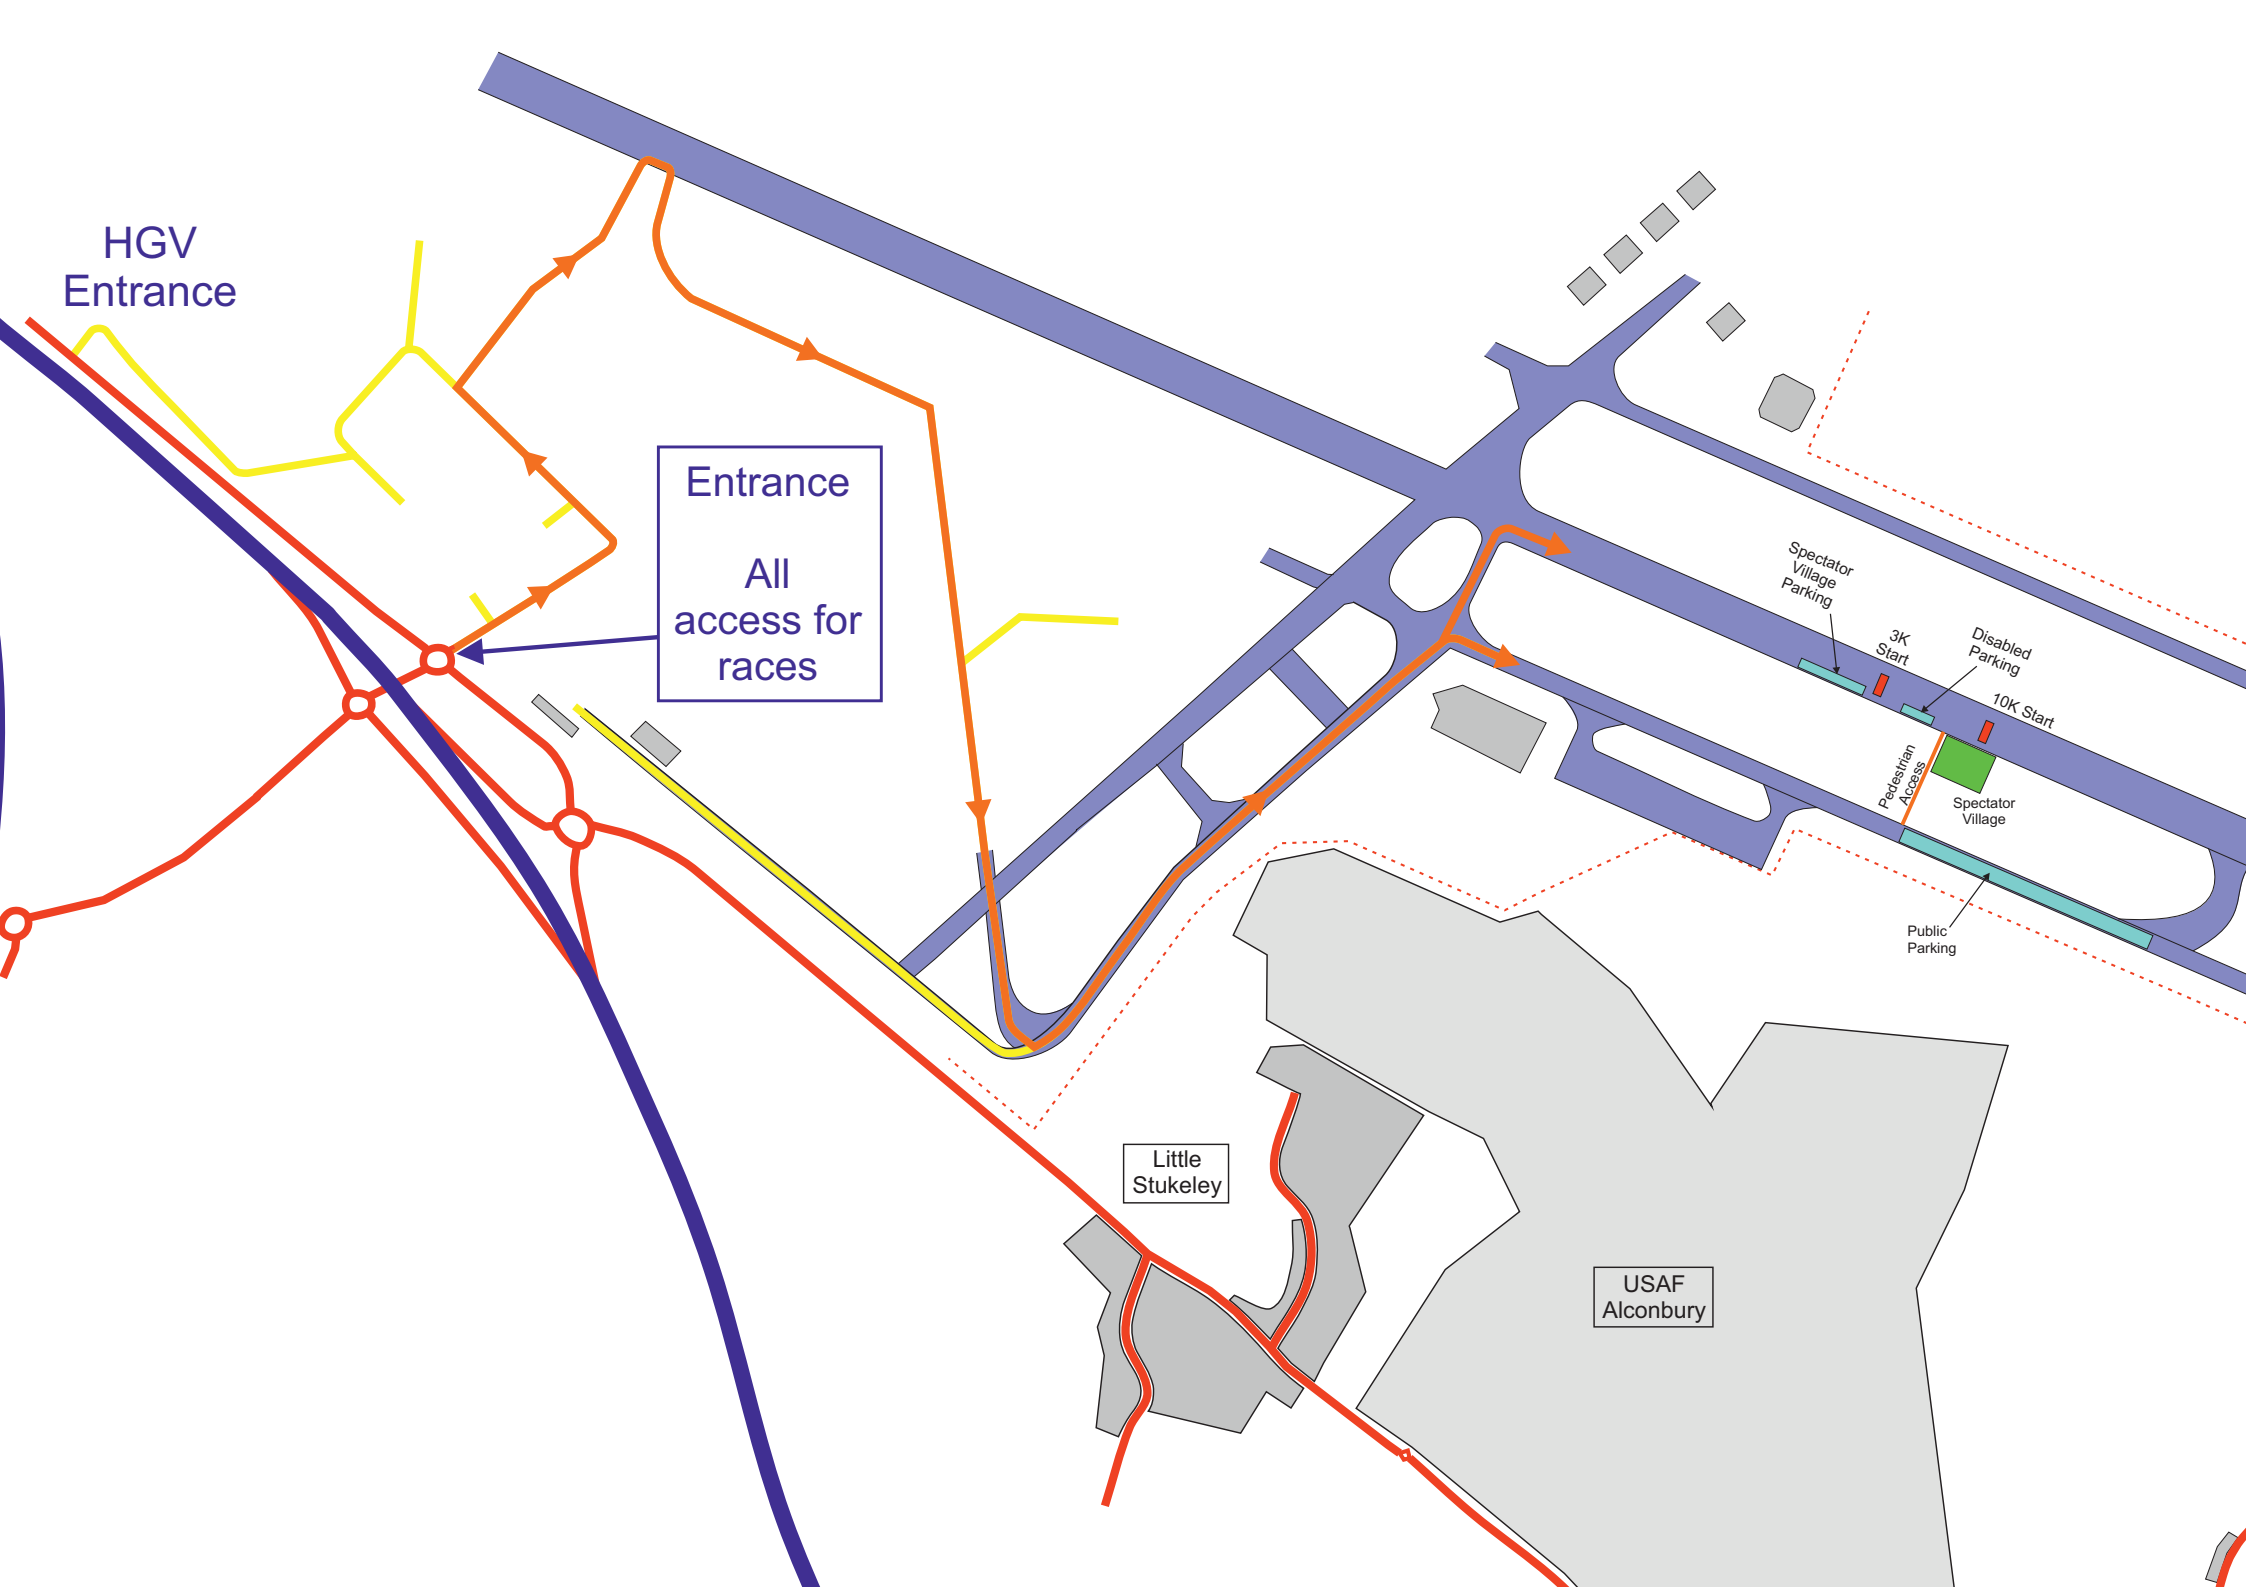 HGV
Entrance
Entrance
All
access for
races
Spectator
Village
Parking
3K
Start
Disabled
Parking
10K Start
Pedestrian
Access
Spectator
Village
Public
Parking
Little
Stukeley
USAF
Alconbury